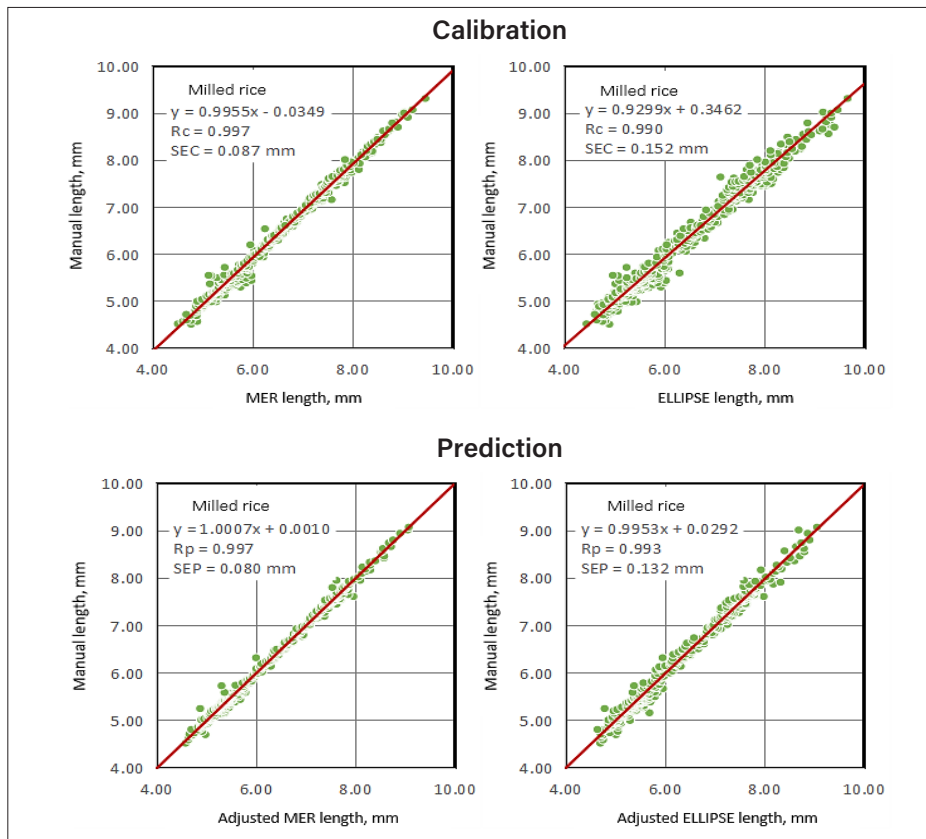 Calibration
10.00
9.00
8.00
7.00
6.00
5.00
4.00
Manual length, mm
Milled rice
y = 0.9955x - 0.0349
Rc = 0.997
SEC = 0.087 mm
4.00 6.00 8.00 10.00
MER length, mm
10.00
9.00
8.00
7.00
6.00
5.00
4.00
Manual length, mm
Milled rice
y = 0.9299x + 0.3462
Rc = 0.990
SEC = 0.152 mm
4.00 6.00 8.00 10.00
ELLIPSE length, mm
Prediction
10.00
9.00
8.00
7.00
6.00
5.00
4.00
Manual length, mm
Milled rice
y = 1.0007x + 0.0010
Rp = 0.997
SEP = 0.080 mm
4.00 6.00 8.00 10.00
Adjusted MER length, mm
10.00
9.00
8.00
7.00
6.00
5.00
4.00
Manual length, mm
Milled rice
y = 0.9953x + 0.0292
Rp = 0.993
SEP = 0.132 mm
4.00 6.00 8.00 10.00
Adjusted ELLIPSE length, mm